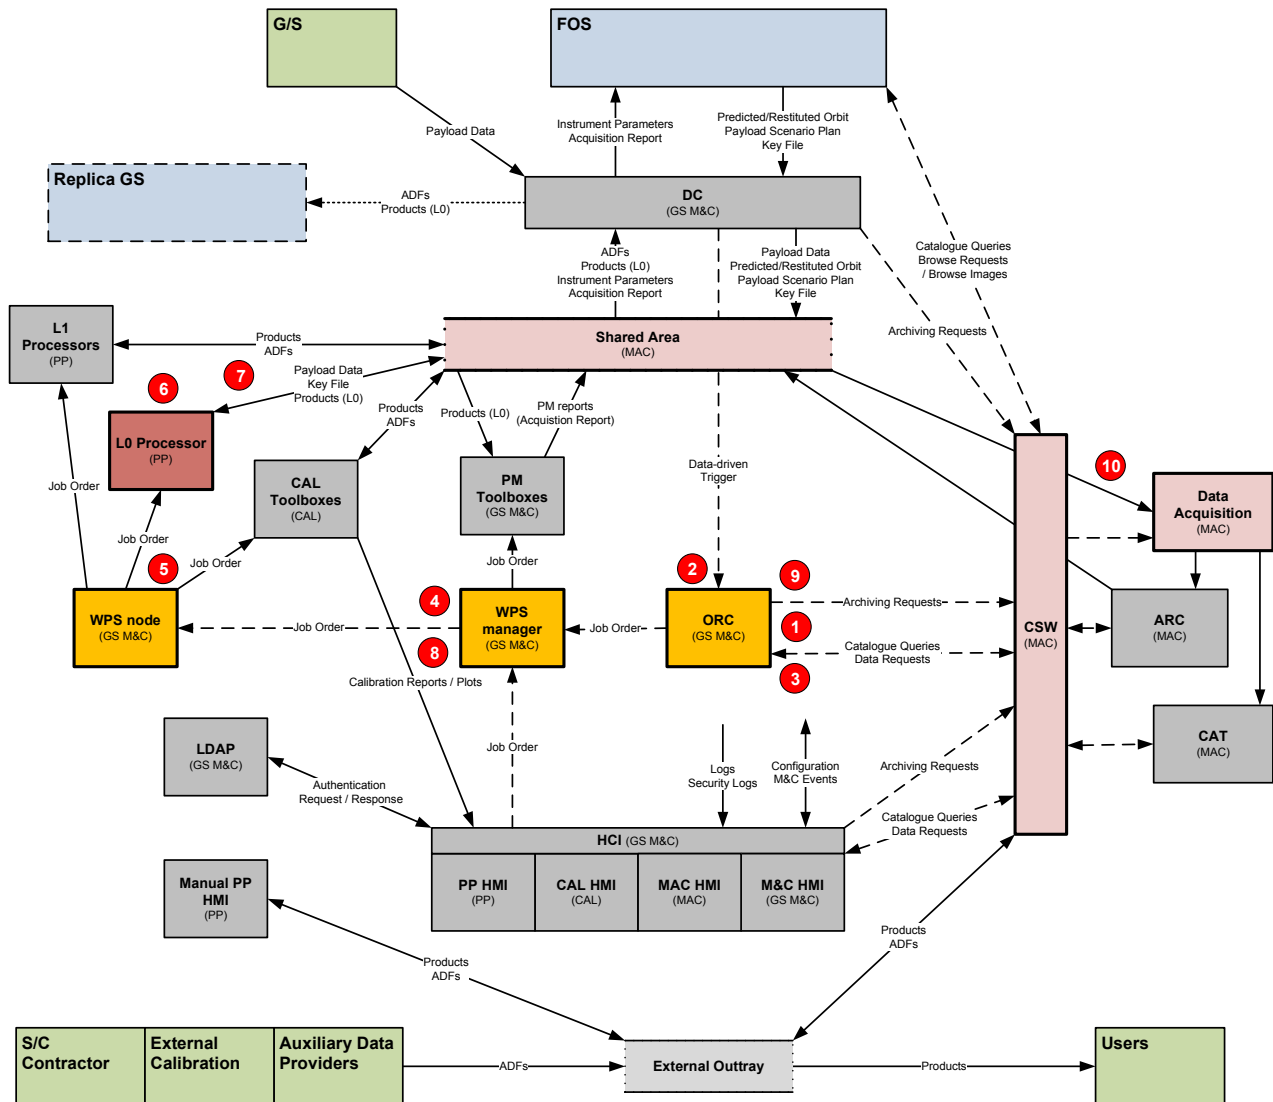 G/S
FOS
Payload Data
Instrument Parameters
Acquisition Report
Predicted/Restituted Orbit
Payload Scenario Plan
Key File
Replica GS
ADFs
Products (L0)
DC
(GS M&C)
Catalogue Queries
Browse Requests
/ Browse Images
ADFs
Products (L0)
Instrument Parameters
Acquisition Report
Payload Data
Predicted/Restituted Orbit
Payload Scenario Plan
Key File
L1
Processors
(PP)
Products
ADFs
Shared Area
(MAC)
Archiving Requests
6
7
Payload Data
Key File
Products (L0)
Products
ADFs
Products (L0)
PM reports
(Acquistion Report)
L0 Processor
(PP)
Job Order
CAL
Toolboxes
(CAL)
PM
Toolboxes
(GS M&C)
Data-driven
Trigger
10
Data
Acquisition
(MAC)
Job Order
Job Order
5
Job Order
2
9
4
WPS node
(GS M&C)
Job Order
WPS
manager
(GS M&C)
Job Order
ORC
(GS M&C)
Archiving Requests
1
CSW
(MAC)
ARC
(MAC)
8
Catalogue Queries
Data Requests
3
Calibration Reports / Plots
LDAP
(GS M&C)
Job Order
CAT
(MAC)
Authentication
Request / Response
Logs
Security Logs
Configuration
M&C Events
Archiving Requests
Catalogue Queries
Data Requests
HCI (GS M&C)
Manual PP
HMI
(PP)
PP HMI
(PP)
CAL HMI
(CAL)
MAC HMI
(MAC)
M&C HMI
(GS M&C)
Products
ADFs
Products
ADFs
S/C
Contractor
External
Calibration
Auxiliary Data
Providers
ADFs
External Outtray
Products
Users